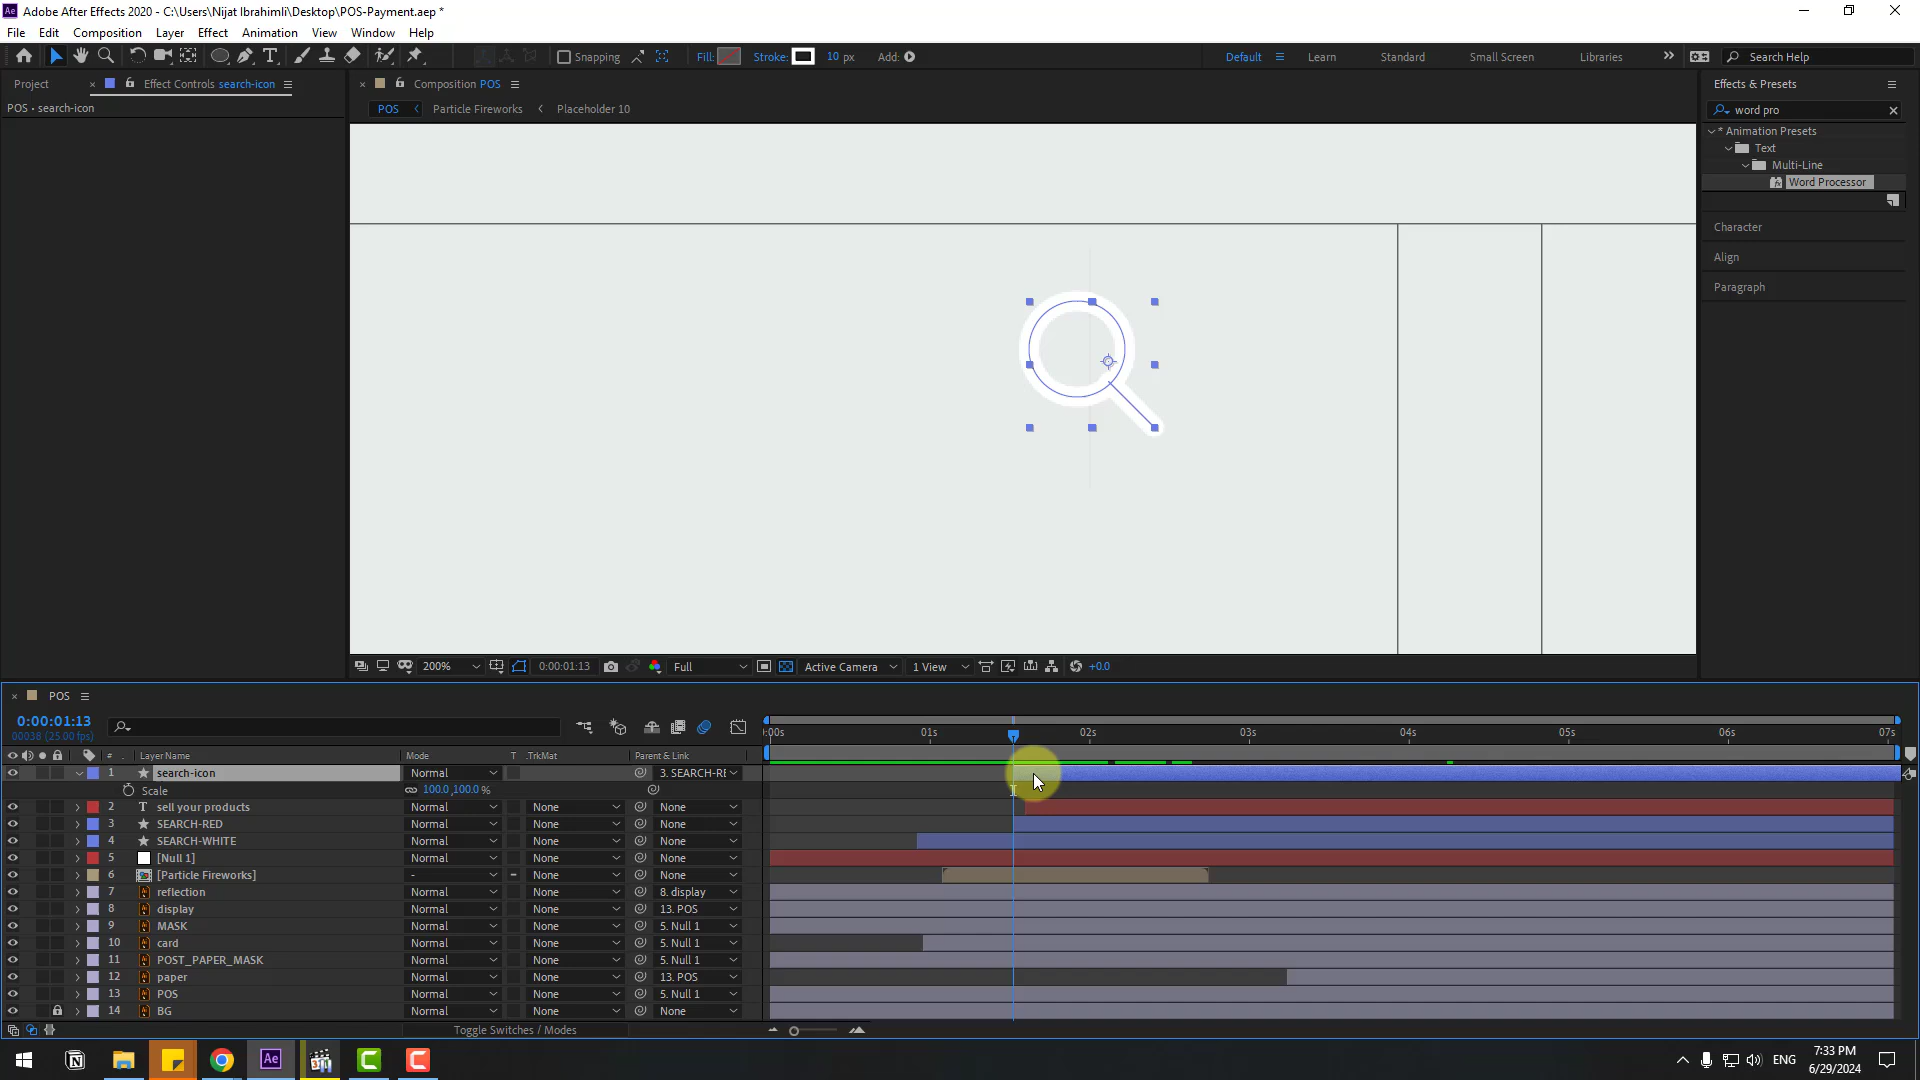 Adobe After Effects 2020 - C:\Users\Nijat Ibrahimli\Desktop\POS-Payment.aep *
File Edit Composition Layer Effect Animation View Window Help
Snapping Fill: Stroke: 10 px Add: Default Learn Standard Small Screen Libraries Search Help
Project Effect Controls search-icon Composition POS Effects & Presets
POS • search-icon POS Particle Fireworks Placeholder 10 word pro
* Animation Presets
Text
Multi-Line
Word Processor
Character
Align
Paragraph
200% 0:00:01:13 Full Active Camera 1 View +0.0
POS
0:00:01:13
00038 (25.00 fps)
:00s 01s 02s 03s 04s 05s 06s 07s
# Layer Name Mode T .TrkMat Parent & Link
1 search-icon Normal 3. SEARCH-RE
Scale 100.0,100.0 %
2 T sell your products Normal None None
3 SEARCH-RED Normal None None
4 SEARCH-WHITE Normal None None
5 [Null 1] Normal None None
6 [Particle Fireworks] - None None
7 reflection Normal None 8. display
8 display Normal None 13. POS
9 MASK Normal None 5. Null 1
10 card Normal None 5. Null 1
11 POST_PAPER_MASK Normal None 5. Null 1
12 paper Normal None 13. POS
13 POS Normal None 5. Null 1
14 BG Normal None None
Toggle Switches / Modes
ENG 7:33 PM
6/29/2024